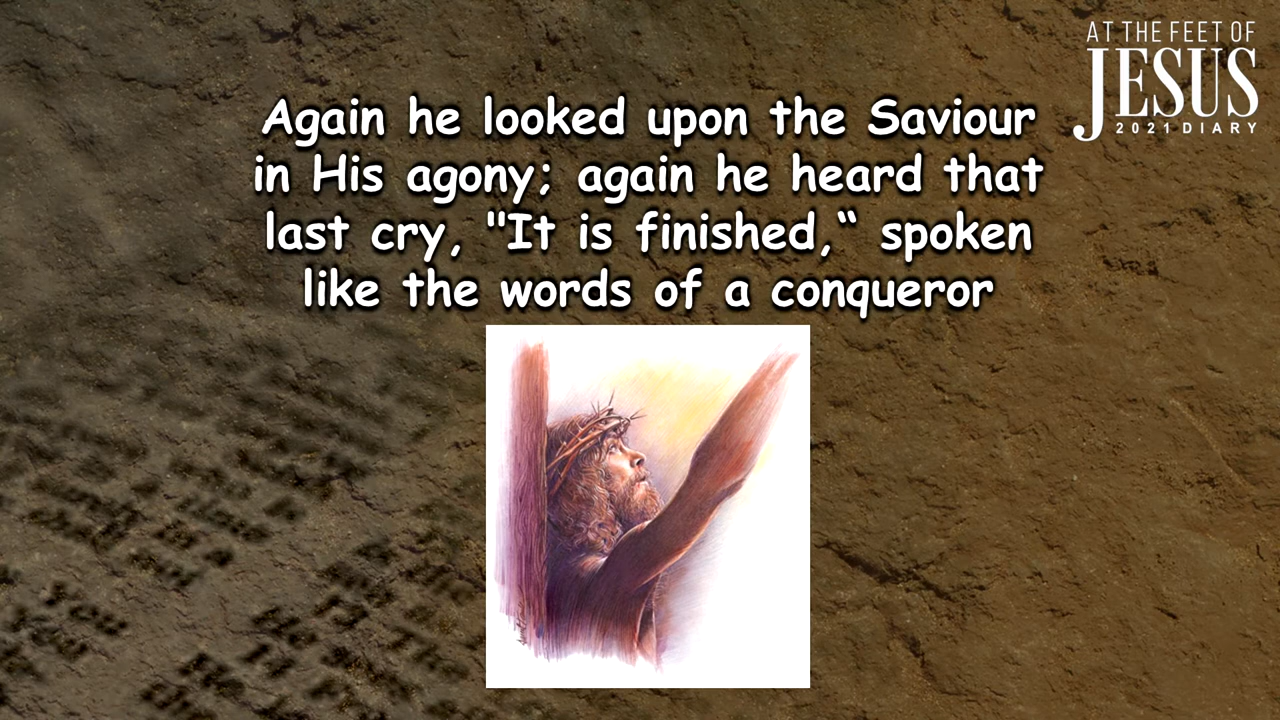 AT THE FEET OF
JESUS
2021 DIARY
Again he looked upon the Saviour
in His agony; again he heard that
last cry, "It is finished,“ spoken
like the words of a conqueror